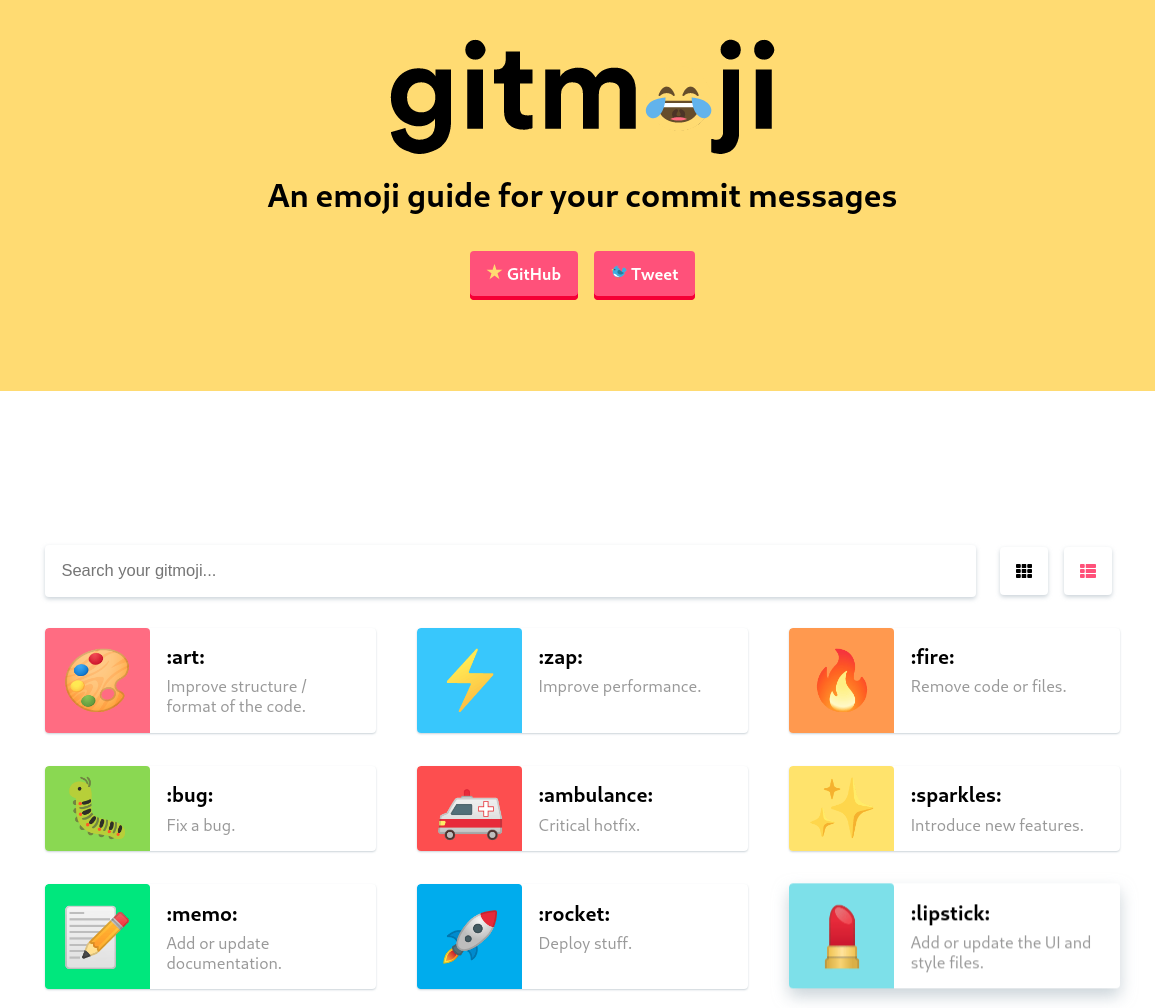 gitm😂ji
An emoji guide for your commit messages
GitHub
Tweet
Search your gitmoji...
:art:
Improve structure /
format of the code.
:zap:
Improve performance.
:fire:
Remove code or files.
:bug:
Fix a bug.
:ambulance:
Critical hotfix.
:sparkles:
Introduce new features.
:memo:
Add or update
documentation.
:rocket:
Deploy stuff.
:lipstick:
Add or update the UI and
style files.